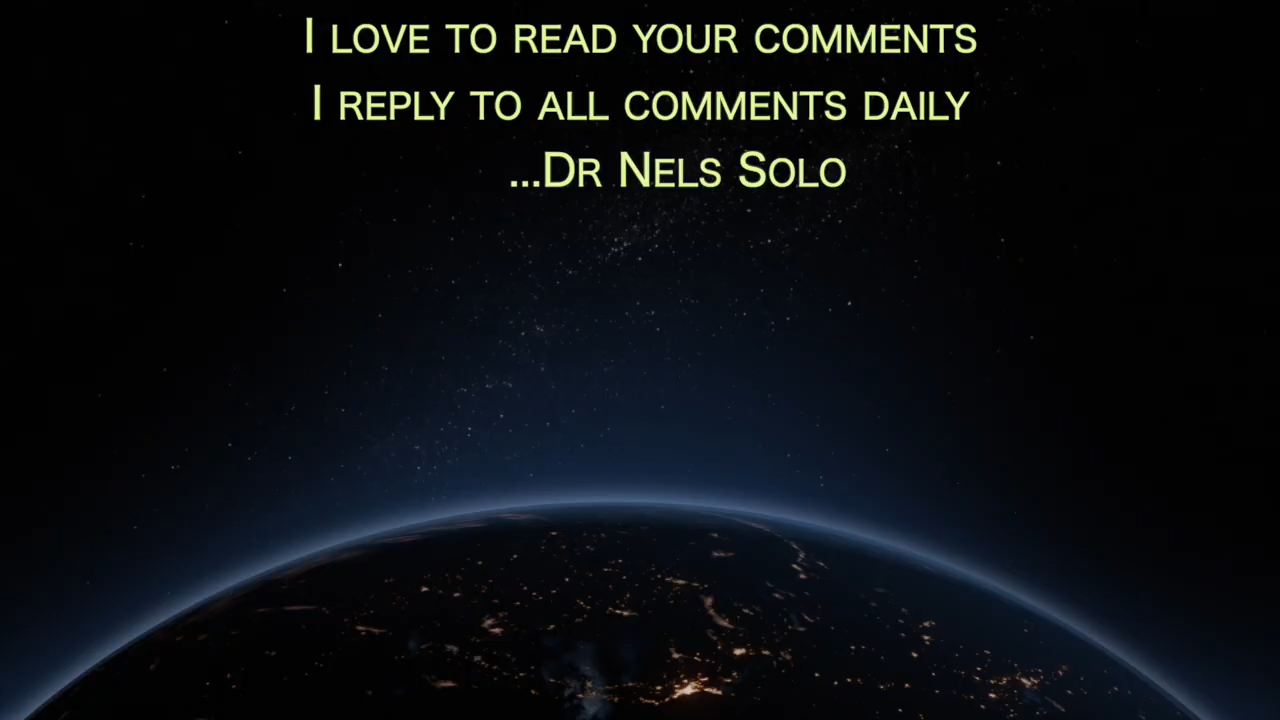 I LOVE TO READ YOUR COMMENTS
I REPLY TO ALL COMMENTS DAILY
...DR NELS SOLO